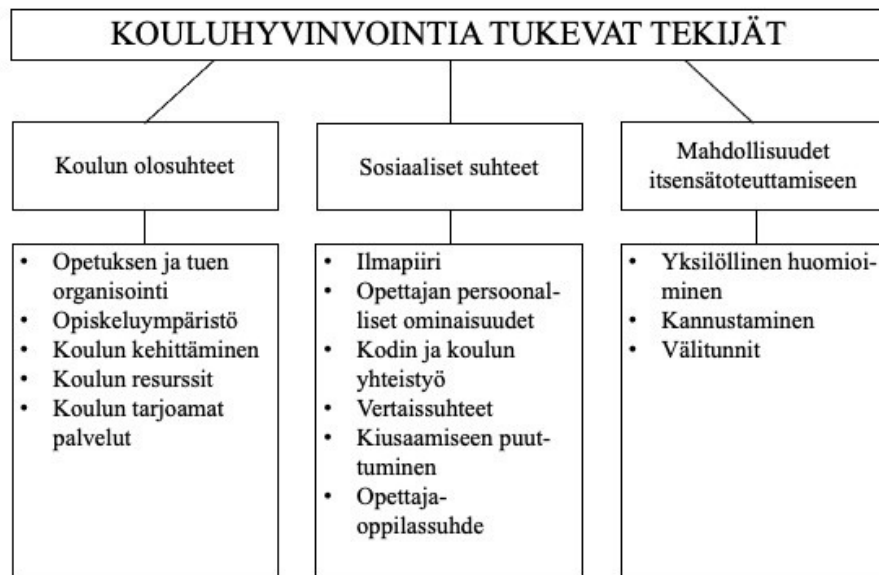 KOULUHYVINVOINTIA TUKEVAT TEKIJÄT
Koulun olosuhteet
Sosiaaliset suhteet
Mahdollisuudet
itsensätoteuttamiseen
• Opetuksen ja tuen
organisointi
• Opiskeluympäristö
• Koulun kehittäminen
• Koulun resurssit
• Koulun tarjoamat
palvelut
• Ilmapiiri
• Opettajan persoonal-
liset ominaisuudet
• Kodin ja koulun
yhteistyö
• Vertaissuhteet
• Kiusaamiseen puut-
tuminen
• Opettaja-
oppilassuhde
• Yksilöllinen huomioi-
minen
• Kannustaminen
• Välitunnit